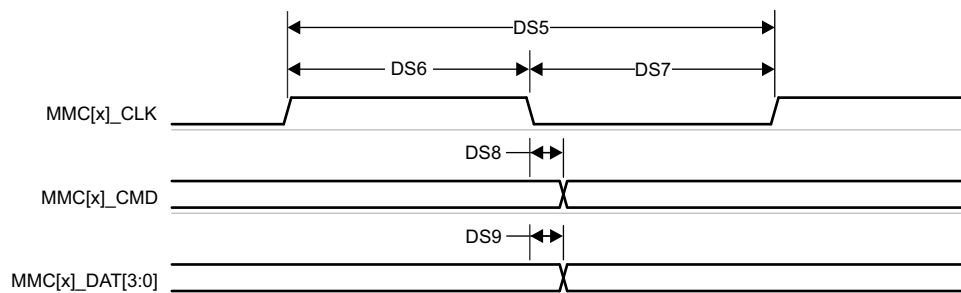 DS5
DS6
DS7
MMC[x]_CLK
DS8
MMC[x]_CMD
DS9
MMC[x]_DAT[3:0]